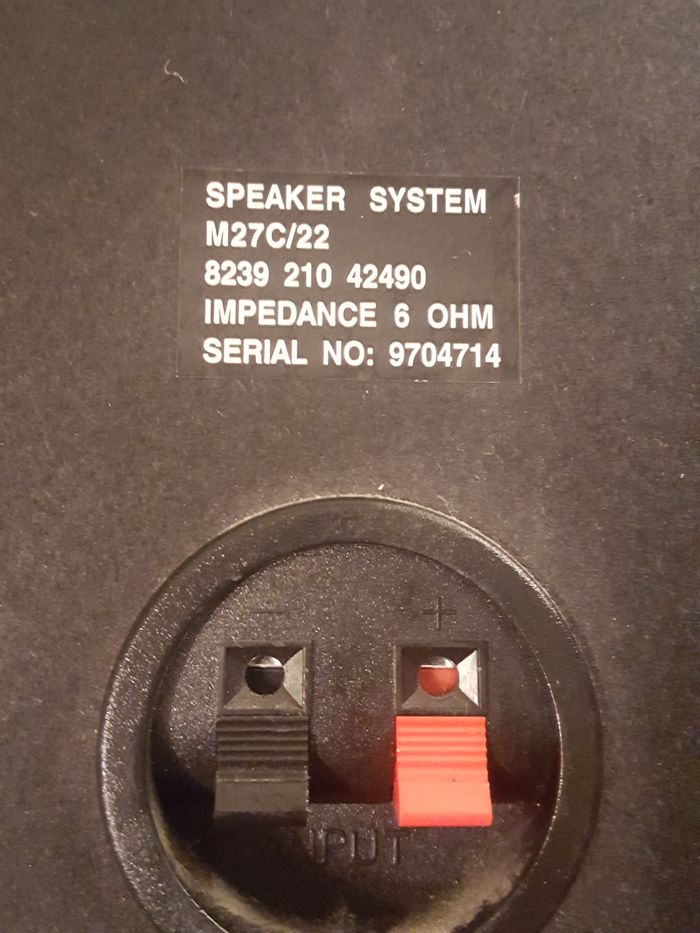 SPEAKER SYSTEM
M27C/22
8239 210 42490
IMPEDANCE 6 OHM
SERIAL NO: 9704714
- +
INPUT